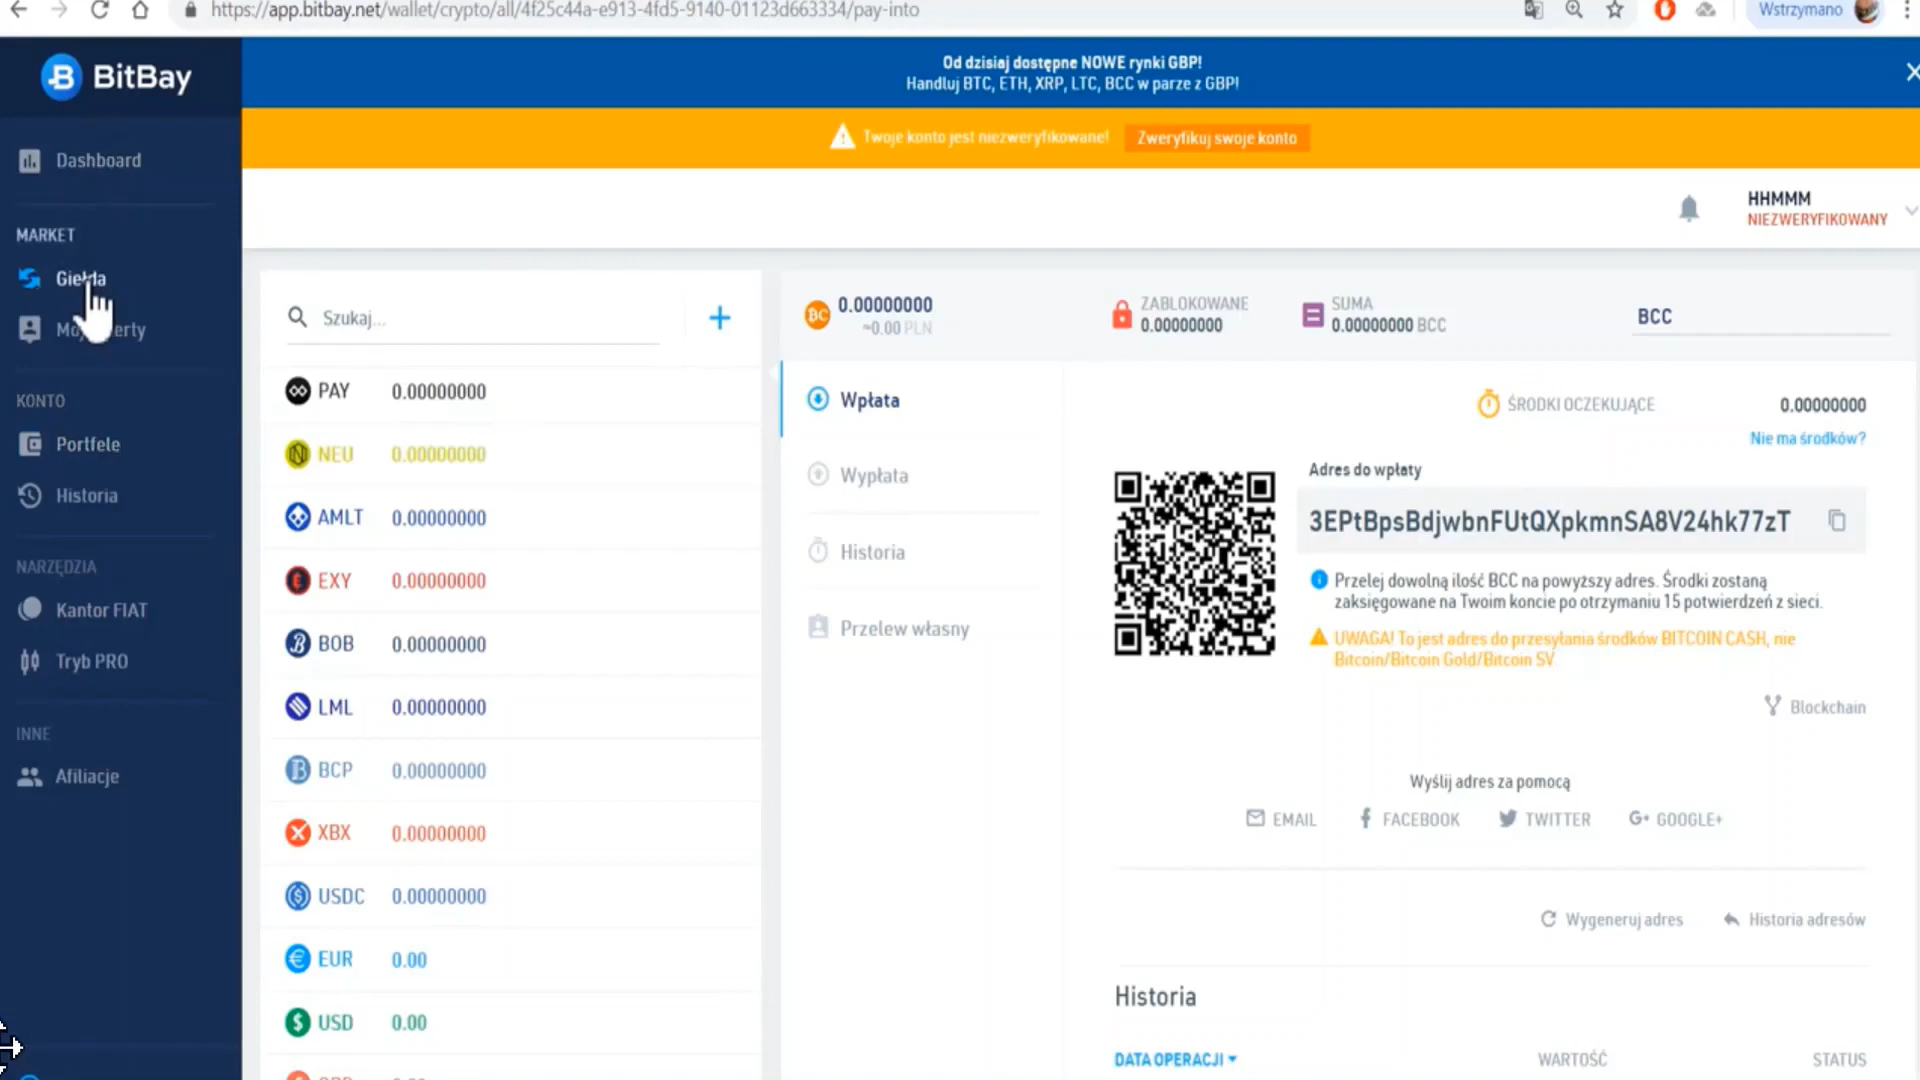 https://app.bitbay.net/wallet/crypto/all/4f25c44a-e913-4fd5-9140-01123d663334/pay-into
Wstrzymano
BitBay
Od dzisiaj dostępne NOWE rynki GBP!
Handluj BTC, ETH, XRP, LTC, BCC w parze z GBP!
Twoje konto jest niezweryfikowane!
Zweryfikuj swoje konto
HHMMM
NIEZWERYFIKOWANY
Dashboard
MARKET
Giełda
KONTO
Portfele
Historia
NARZĘDZIA
Kantor FIAT
Tryb PRO
INNE
Afiliacje
Szukaj...
PAY 0.00000000
NEU 0.00000000
AMLT 0.00000000
EXY 0.00000000
BOB 0.00000000
LML 0.00000000
BCP 0.00000000
XBX 0.00000000
USDC 0.00000000
EUR 0.00
USD 0.00
0.00000000
≈0.00 PLN
ZABLOKOWANE
0.00000000
SUMA
0.00000000 BCC
BCC
Wpłata
Wypłata
Historia
Przelew własny
ŚRODKI OCZEKUJĄCE 0.00000000
Nie ma środków?
Adres do wpłaty
3EPtBpsBdjwbnFUtQXpkmnSA8V24hk77zT
Przelej dowolną ilość BCC na powyższy adres. Środki zostaną
zaksięgowane na Twoim koncie po otrzymaniu 15 potwierdzeń z sieci.
UWAGA! To jest adres do przesyłania środków BITCOIN CASH, nie
Bitcoin/Bitcoin Gold/Bitcoin SV
Blockchain
Wyślij adres za pomocą
EMAIL FACEBOOK TWITTER G+ GOOGLE+
Wygeneruj adres Historia adresów
Historia
DATA OPERACJI WARTOŚĆ STATUS